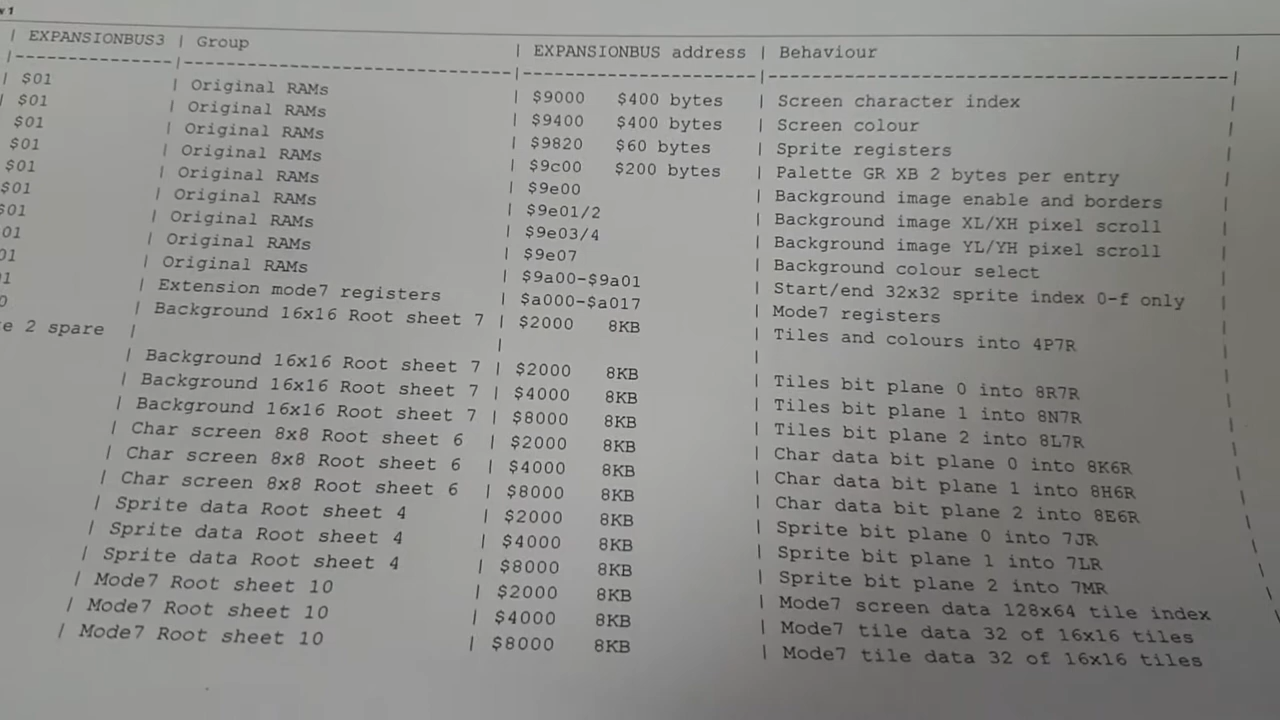 w 1
| EXPANSIONBUS3 | Group | EXPANSIONBUS address | Behaviour |
|---------------|------------------------------|----------------------|-------------------------------------------|
| $01 | Original RAMs | $9000 $400 bytes | Screen character index |
| $01 | Original RAMs | $9400 $400 bytes | Screen colour |
$01 | Original RAMs | $9820 $60 bytes | Sprite registers |
$01 | Original RAMs | $9c00 $200 bytes | Palette GR XB 2 bytes per entry |
$01 | Original RAMs | $9e00 | Background image enable and borders |
$01 | Original RAMs | $9e01/2 | Background image XL/XH pixel scroll |
$01 | Original RAMs | $9e03/4 | Background image YL/YH pixel scroll |
01 | Original RAMs | $9e07 | Background colour select |
01 | Original RAMs | $9a00-$9a01 | Start/end 32x32 sprite index 0-f only |
1 | Extension mode7 registers | $a000-$a017 | Mode7 registers |
0 | Background 16x16 Root sheet 7 | $2000 8KB | Tiles and colours into 4P7R |
e 2 spare | | |
| Background 16x16 Root sheet 7 | $2000 8KB | Tiles bit plane 0 into 8R7R |
| Background 16x16 Root sheet 7 | $4000 8KB | Tiles bit plane 1 into 8N7R |
| Background 16x16 Root sheet 7 | $8000 8KB | Tiles bit plane 2 into 8L7R |
| Char screen 8x8 Root sheet 6 | $2000 8KB | Char data bit plane 0 into 8K6R |
| Char screen 8x8 Root sheet 6 | $4000 8KB | Char data bit plane 1 into 8H6R |
| Char screen 8x8 Root sheet 6 | $8000 8KB | Char data bit plane 2 into 8E6R |
| Sprite data Root sheet 4 | $2000 8KB | Sprite bit plane 0 into 7JR |
| Sprite data Root sheet 4 | $4000 8KB | Sprite bit plane 1 into 7LR |
| Sprite data Root sheet 4 | $8000 8KB | Sprite bit plane 2 into 7MR |
| Mode7 Root sheet 10 | $2000 8KB | Mode7 screen data 128x64 tile index |
| Mode7 Root sheet 10 | $4000 8KB | Mode7 tile data 32 of 16x16 tiles
| Mode7 Root sheet 10 | $8000 8KB | Mode7 tile data 32 of 16x16 tiles